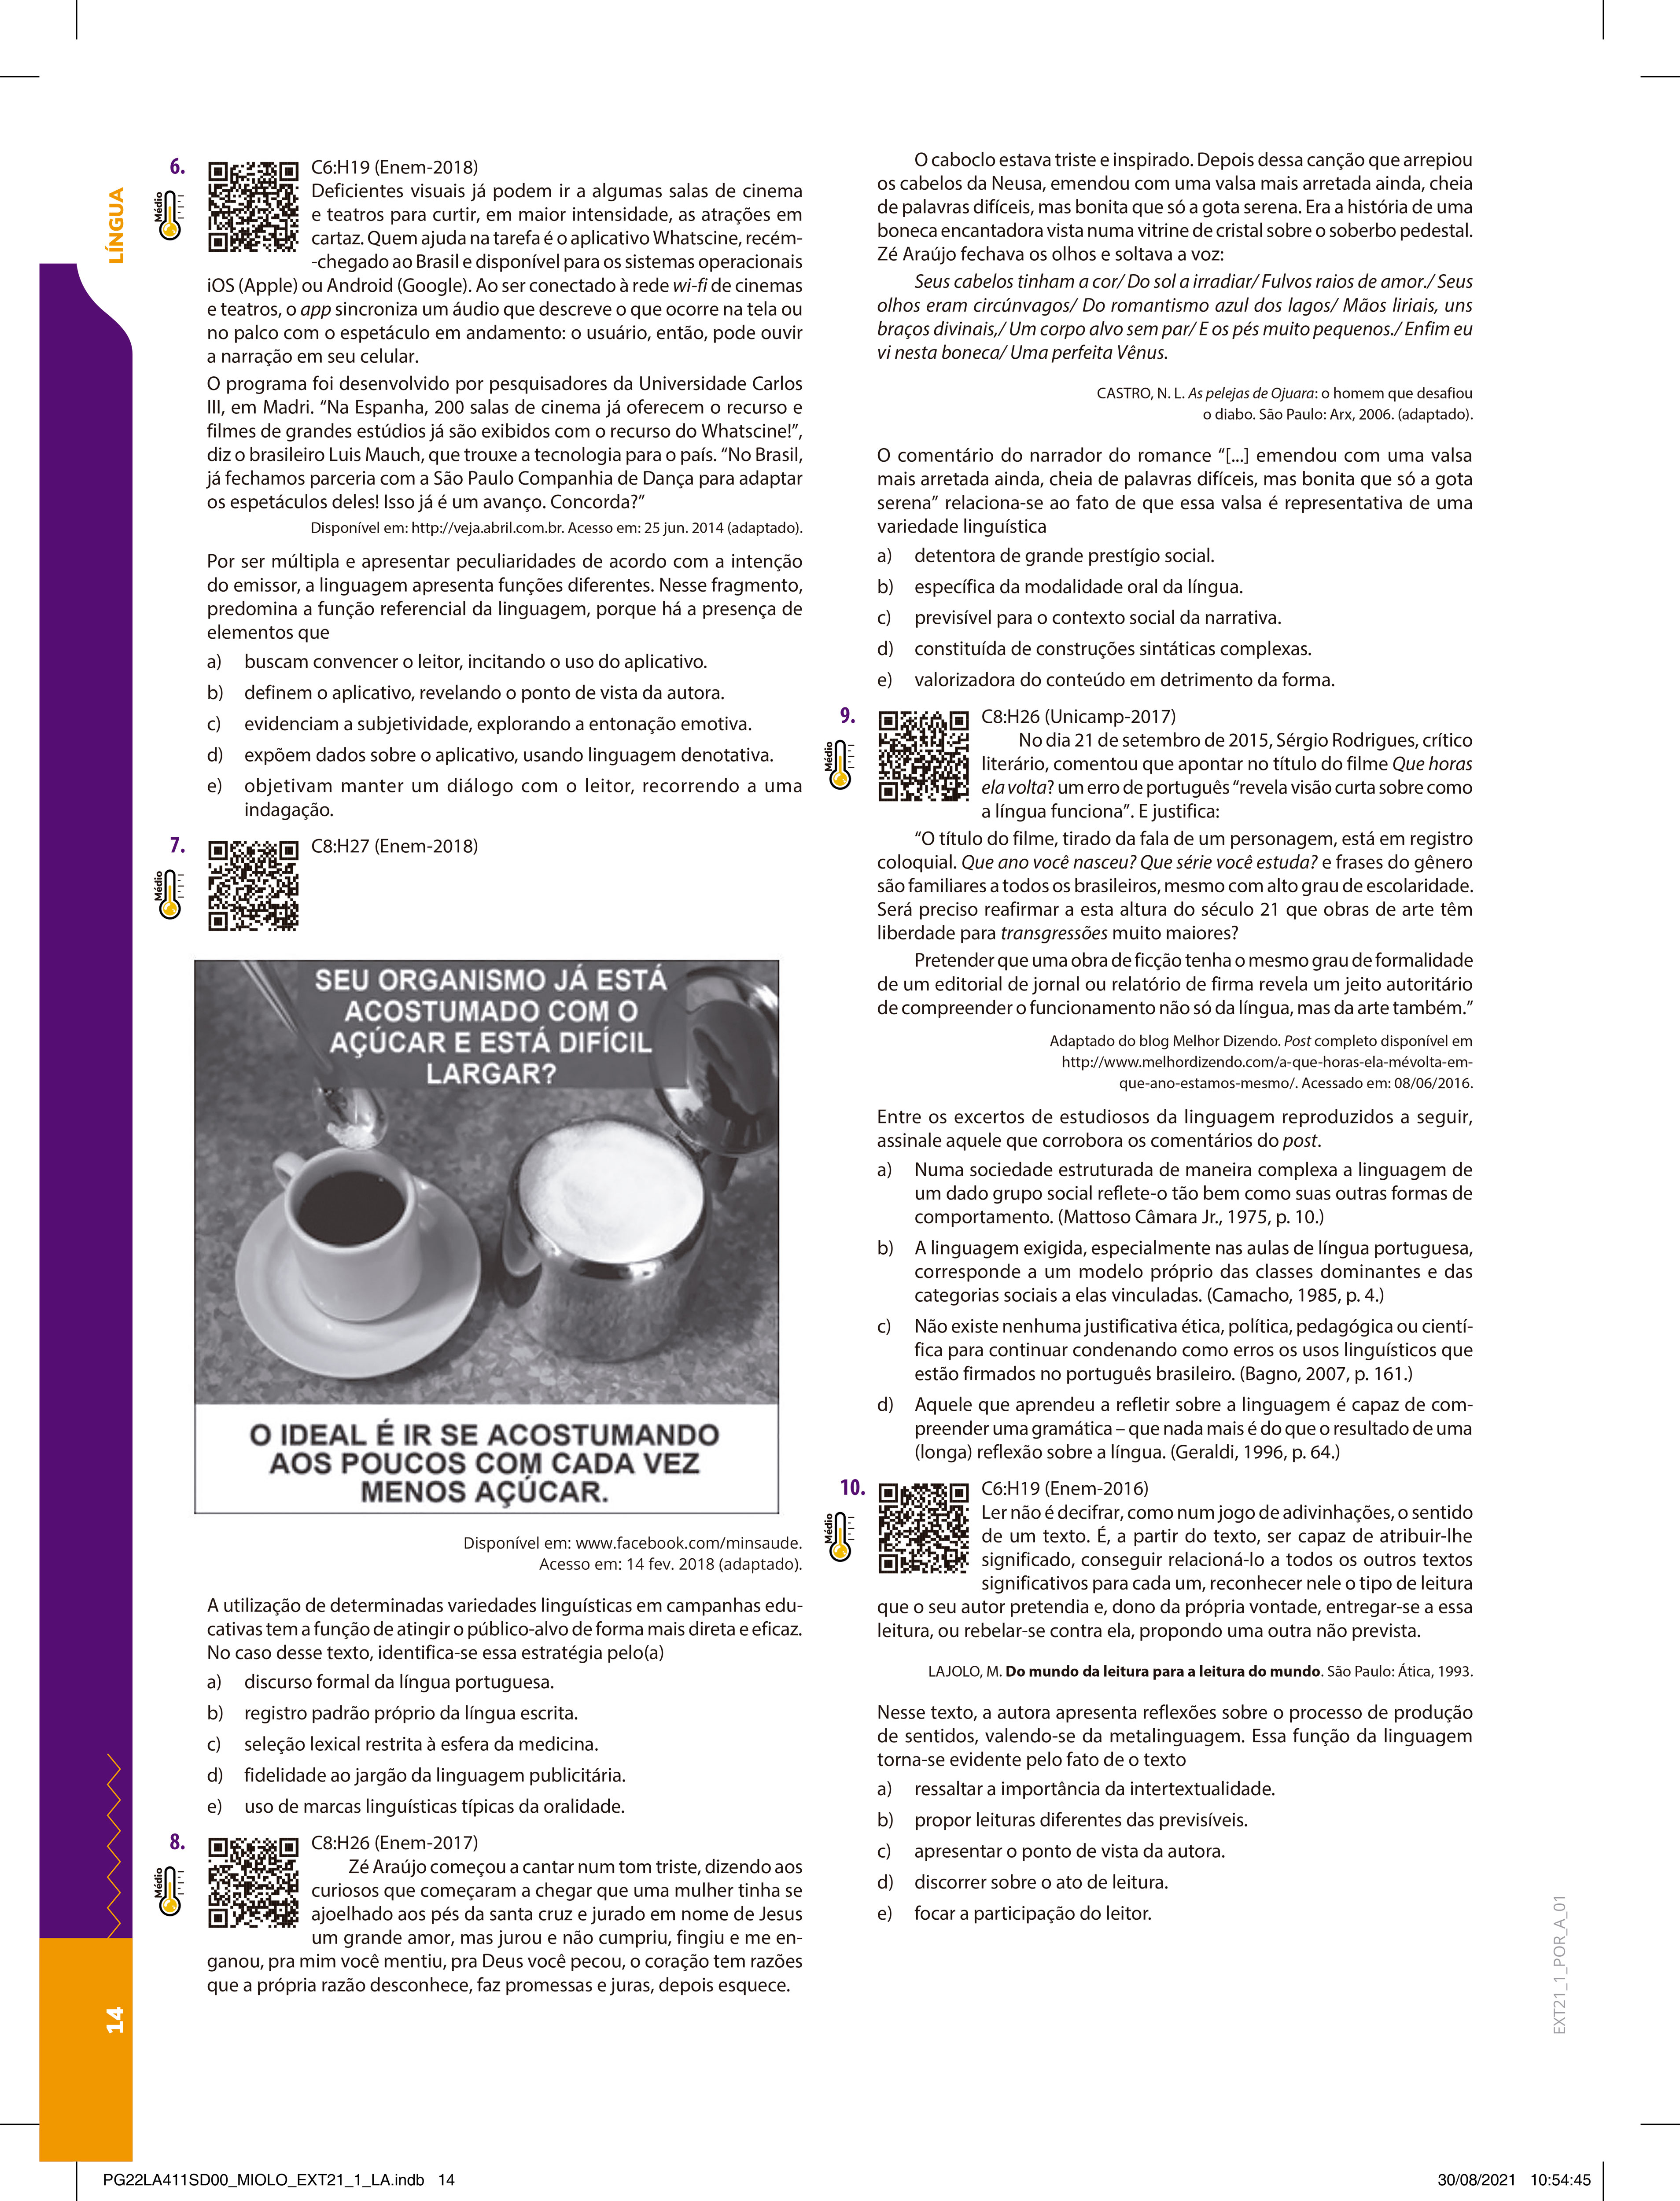 LÍNGUA
6.
Médio
C6:H19 (Enem-2018)
Deficientes visuais já podem ir a algumas salas de cinema
e teatros para curtir, em maior intensidade, as atrações em
cartaz. Quem ajuda na tarefa é o aplicativo Whatscine, recém-
-chegado ao Brasil e disponível para os sistemas operacionais
iOS (Apple) ou Android (Google). Ao ser conectado à rede wi-fi de cinemas
e teatros, o app sincroniza um áudio que descreve o que ocorre na tela ou
no palco com o espetáculo em andamento: o usuário, então, pode ouvir
a narração em seu celular.
O programa foi desenvolvido por pesquisadores da Universidade Carlos
III, em Madri. “Na Espanha, 200 salas de cinema já oferecem o recurso e
filmes de grandes estúdios já são exibidos com o recurso do Whatscine!”,
diz o brasileiro Luis Mauch, que trouxe a tecnologia para o país. “No Brasil,
já fechamos parceria com a São Paulo Companhia de Dança para adaptar
os espetáculos deles! Isso já é um avanço. Concorda?”
Disponível em: http://veja.abril.com.br. Acesso em: 25 jun. 2014 (adaptado).
Por ser múltipla e apresentar peculiaridades de acordo com a intenção
do emissor, a linguagem apresenta funções diferentes. Nesse fragmento,
predomina a função referencial da linguagem, porque há a presença de
elementos que
a) buscam convencer o leitor, incitando o uso do aplicativo.
b) definem o aplicativo, revelando o ponto de vista da autora.
c) evidenciam a subjetividade, explorando a entonação emotiva.
d) expõem dados sobre o aplicativo, usando linguagem denotativa.
e) objetivam manter um diálogo com o leitor, recorrendo a uma
indagação.
7.
Médio
C8:H27 (Enem-2018)
SEU ORGANISMO JÁ ESTÁ
ACOSTUMADO COM O
AÇÚCAR E ESTÁ DIFÍCIL
LARGAR?
O IDEAL É IR SE ACOSTUMANDO
AOS POUCOS COM CADA VEZ
MENOS AÇÚCAR.
Disponível em: www.facebook.com/minsaude.
Acesso em: 14 fev. 2018 (adaptado).
A utilização de determinadas variedades linguísticas em campanhas edu-
cativas tem a função de atingir o público-alvo de forma mais direta e eficaz.
No caso desse texto, identifica-se essa estratégia pelo(a)
a) discurso formal da língua portuguesa.
b) registro padrão próprio da língua escrita.
c) seleção lexical restrita à esfera da medicina.
d) fidelidade ao jargão da linguagem publicitária.
e) uso de marcas linguísticas típicas da oralidade.
8.
Médio
C8:H26 (Enem-2017)
Zé Araújo começou a cantar num tom triste, dizendo aos
curiosos que começaram a chegar que uma mulher tinha se
ajoelhado aos pés da santa cruz e jurado em nome de Jesus
um grande amor, mas jurou e não cumpriu, fingiu e me en-
ganou, pra mim você mentiu, pra Deus você pecou, o coração tem razões
que a própria razão desconhece, faz promessas e juras, depois esquece.
O caboclo estava triste e inspirado. Depois dessa canção que arrepiou
os cabelos da Neusa, emendou com uma valsa mais arretada ainda, cheia
de palavras difíceis, mas bonita que só a gota serena. Era a história de uma
boneca encantadora vista numa vitrine de cristal sobre o soberbo pedestal.
Zé Araújo fechava os olhos e soltava a voz:
Seus cabelos tinham a cor/ Do sol a irradiar/ Fulvos raios de amor./ Seus
olhos eram circúnvagos/ Do romantismo azul dos lagos/ Mãos liriais, uns
braços divinais,/ Um corpo alvo sem par/ E os pés muito pequenos./ Enfim eu
vi nesta boneca/ Uma perfeita Vênus.
CASTRO, N. L. As pelejas de Ojuara: o homem que desafiou
o diabo. São Paulo: Arx, 2006. (adaptado).
O comentário do narrador do romance “[...] emendou com uma valsa
mais arretada ainda, cheia de palavras difíceis, mas bonita que só a gota
serena” relaciona-se ao fato de que essa valsa é representativa de uma
variedade linguística
a) detentora de grande prestígio social.
b) específica da modalidade oral da língua.
c) previsível para o contexto social da narrativa.
d) constituída de construções sintáticas complexas.
e) valorizadora do conteúdo em detrimento da forma.
9.
Médio
C8:H26 (Unicamp-2017)
No dia 21 de setembro de 2015, Sérgio Rodrigues, crítico
literário, comentou que apontar no título do filme Que horas
ela volta? um erro de português “revela visão curta sobre como
a língua funciona”. E justifica:
“O título do filme, tirado da fala de um personagem, está em registro
coloquial. Que ano você nasceu? Que série você estuda? e frases do gênero
são familiares a todos os brasileiros, mesmo com alto grau de escolaridade.
Será preciso reafirmar a esta altura do século 21 que obras de arte têm
liberdade para transgressões muito maiores?
Pretender que uma obra de ficção tenha o mesmo grau de formalidade
de um editorial de jornal ou relatório de firma revela um jeito autoritário
de compreender o funcionamento não só da língua, mas da arte também.”
Adaptado do blog Melhor Dizendo. Post completo disponível em
http://www.melhordizendo.com/a-que-horas-ela-mévolta-em-
que-ano-estamos-mesmo/. Acessado em: 08/06/2016.
Entre os excertos de estudiosos da linguagem reproduzidos a seguir,
assinale aquele que corrobora os comentários do post.
a) Numa sociedade estruturada de maneira complexa a linguagem de
um dado grupo social reflete-o tão bem como suas outras formas de
comportamento. (Mattoso Câmara Jr., 1975, p. 10.)
b) A linguagem exigida, especialmente nas aulas de língua portuguesa,
corresponde a um modelo próprio das classes dominantes e das
categorias sociais a elas vinculadas. (Camacho, 1985, p. 4.)
c) Não existe nenhuma justificativa ética, política, pedagógica ou cientí-
fica para continuar condenando como erros os usos linguísticos que
estão firmados no português brasileiro. (Bagno, 2007, p. 161.)
d) Aquele que aprendeu a refletir sobre a linguagem é capaz de com-
preender uma gramática – que nada mais é do que o resultado de uma
(longa) reflexão sobre a língua. (Geraldi, 1996, p. 64.)
10.
Médio
C6:H19 (Enem-2016)
Ler não é decifrar, como num jogo de adivinhações, o sentido
de um texto. É, a partir do texto, ser capaz de atribuir-lhe
significado, conseguir relacioná-lo a todos os outros textos
significativos para cada um, reconhecer nele o tipo de leitura
que o seu autor pretendia e, dono da própria vontade, entregar-se a essa
leitura, ou rebelar-se contra ela, propondo uma outra não prevista.
LAJOLO, M. Do mundo da leitura para a leitura do mundo. São Paulo: Ática, 1993.
Nesse texto, a autora apresenta reflexões sobre o processo de produção
de sentidos, valendo-se da metalinguagem. Essa função da linguagem
torna-se evidente pelo fato de o texto
a) ressaltar a importância da intertextualidade.
b) propor leituras diferentes das previsíveis.
c) apresentar o ponto de vista da autora.
d) discorrer sobre o ato de leitura.
e) focar a participação do leitor.
14
EXT21_1_POR_A_01
PG22LA411SD00_MIOLO_EXT21_1_LA.indb 14
30/08/2021 10:54:45